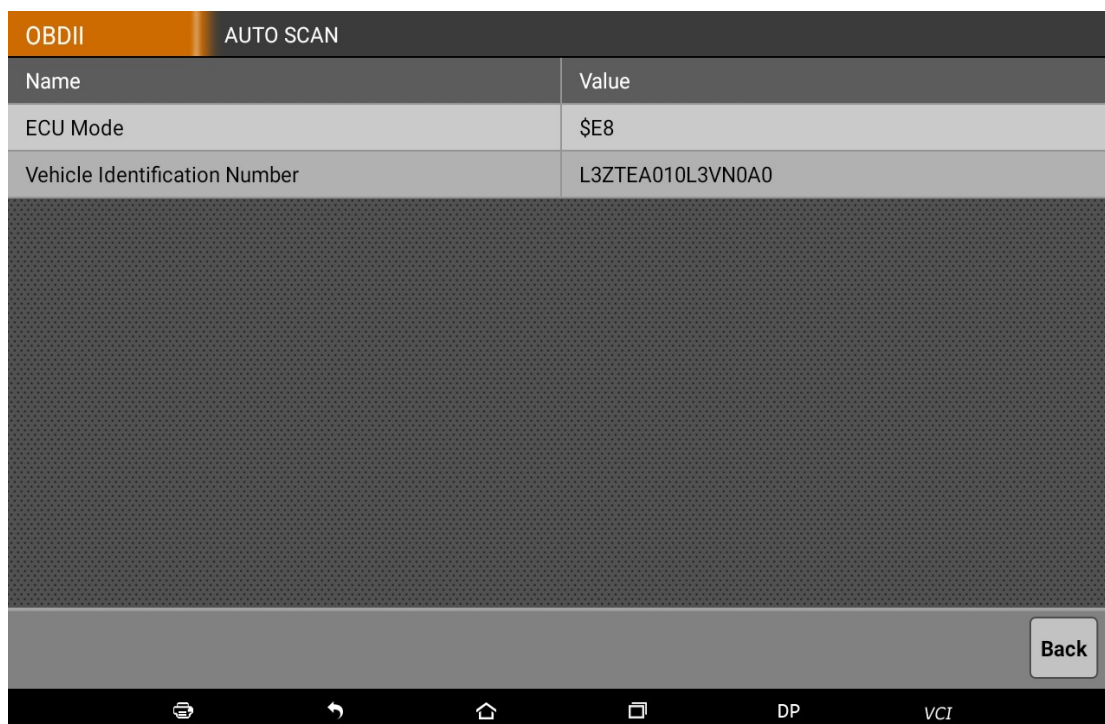 OBDII AUTO SCAN
Name Value
ECU Mode $E8
Vehicle Identification Number L3ZTEA010L3VN0A0
Back
DP VCI